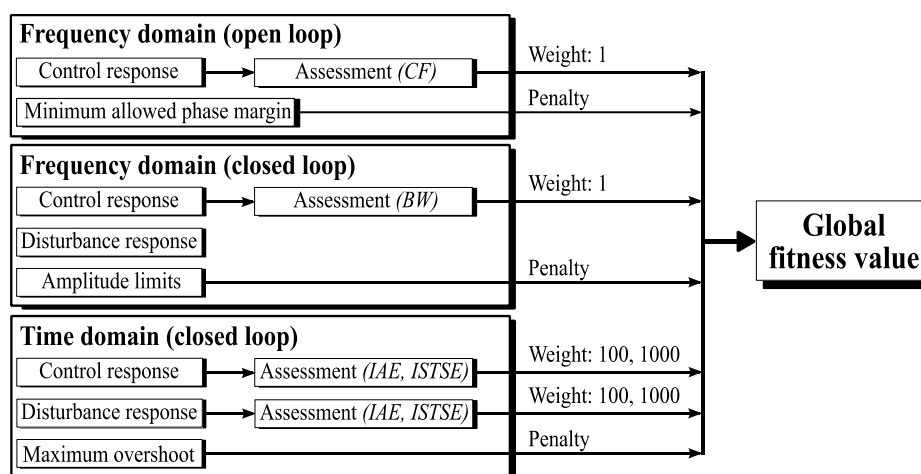 Frequency domain (open loop)
Control response
Assessment (CF)
Weight: 1
Minimum allowed phase margin
Penalty
Frequency domain (closed loop)
Control response
Assessment (BW)
Weight: 1
Disturbance response
Amplitude limits
Penalty
Time domain (closed loop)
Control response
Assessment (IAE, ISTSE)
Weight: 100, 1000
Disturbance response
Assessment (IAE, ISTSE)
Weight: 100, 1000
Maximum overshoot
Penalty
Global
fitness value